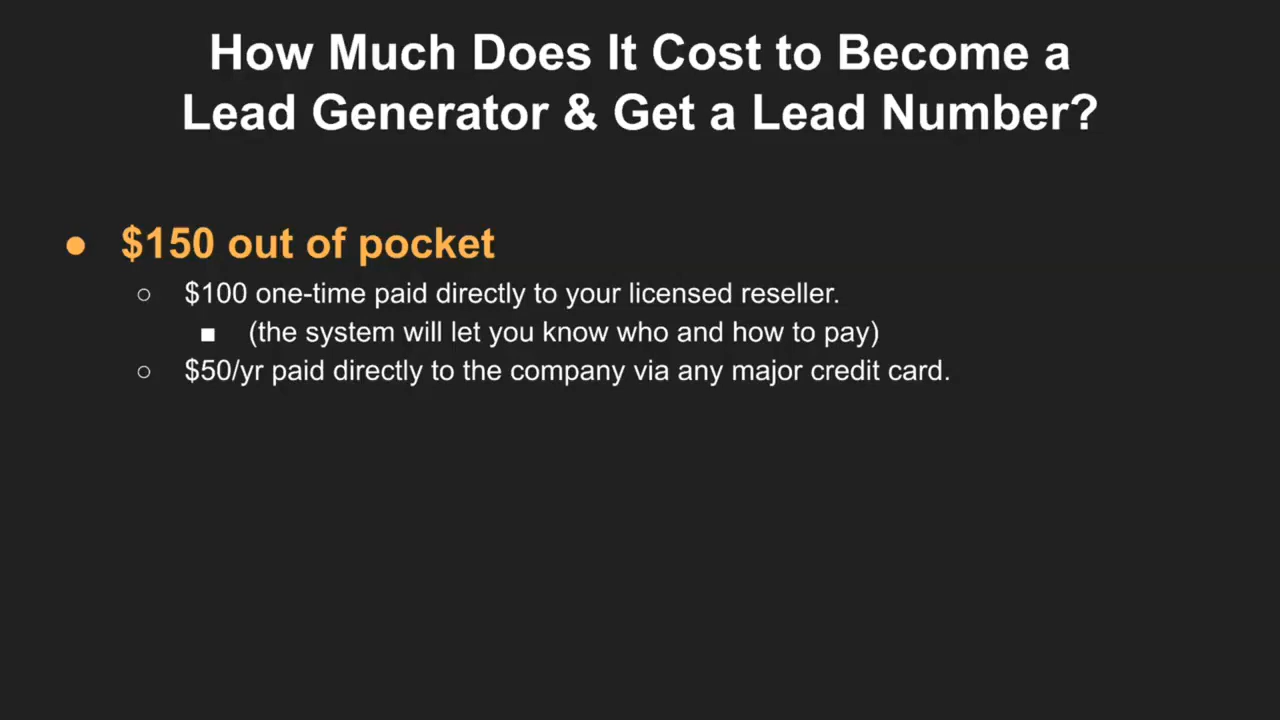 How Much Does It Cost to Become a
Lead Generator & Get a Lead Number?
● $150 out of pocket
○ $100 one-time paid directly to your licensed reseller.
■ (the system will let you know who and how to pay)
○ $50/yr paid directly to the company via any major credit card.